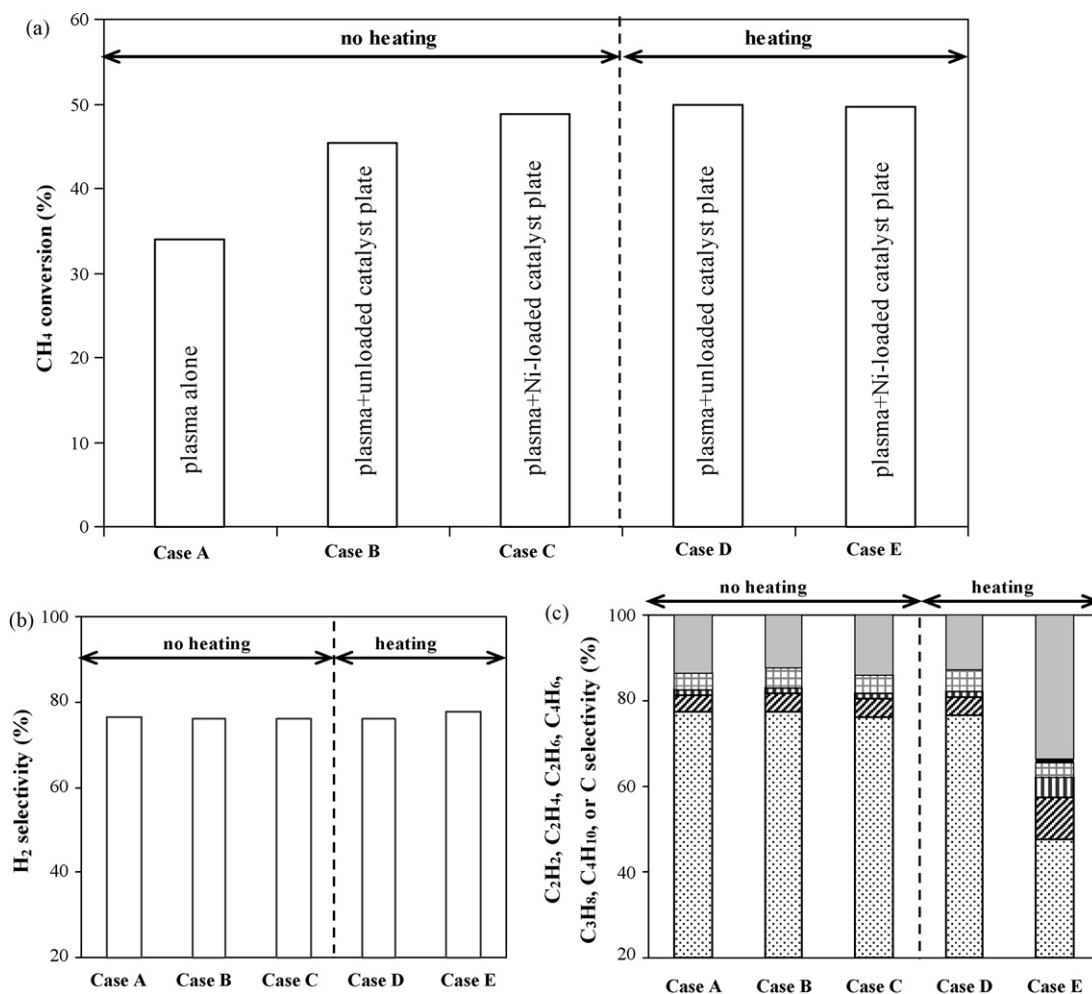 (a)
no heating
heating
60
50
40
30
20
10
0
CH₄ conversion (%)
plasma alone
plasma+unloaded catalyst plate
plasma+Ni-loaded catalyst plate
plasma+unloaded catalyst plate
plasma+Ni-loaded catalyst plate
Case A
Case B
Case C
Case D
Case E
(b)
no heating
heating
100
80
60
40
20
H₂ selectivity (%)
Case A
Case B
Case C
Case D
Case E
(c)
no heating
heating
100
80
60
40
20
C₂H₂, C₂H₄, C₂H₆, C₄H₆,
C₃H₈, C₄H₁₀, or C selectivity (%)
Case A
Case B
Case C
Case D
Case E